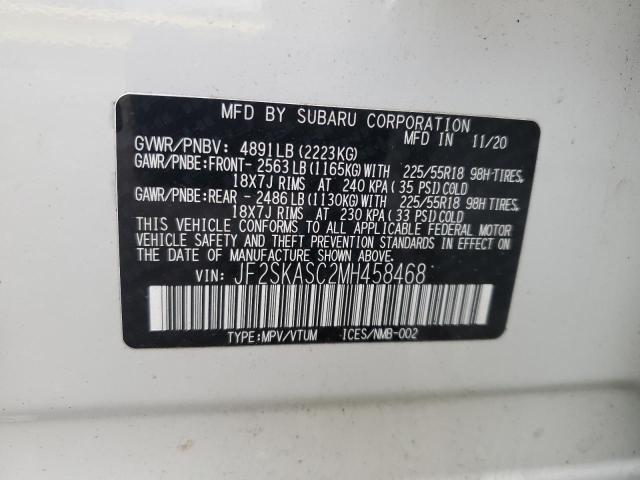 MFD BY SUBARU CORPORATION
GVWR/PNBV: 4891LB(2223KG) MFD IN 11/20
GAWR/PNBE:FRONT- 2563LB(1165KG)WITH 225/55R18 98H TIRES,
18X7J RIMS AT 240 KPA( 35 PSI)COLD
GAWR/PNBE:REAR - 2486LB(1130KG)WITH 225/55R18 98H TIRES,
18X7J RIMS AT 230 KPA( 33 PSI)COLD
THIS VEHICLE CONFORMS TO ALL APPLICABLE FEDERAL MOTOR
VEHICLE SAFETY AND THEFT PREVENTION STANDARDS IN EFFECT ON
THE DATE OF MANUFACTURE SHOWN ABOVE.
VIN: JF2SKASC2MH458468
TYPE:MPV/VTUM ICES/NMB-002